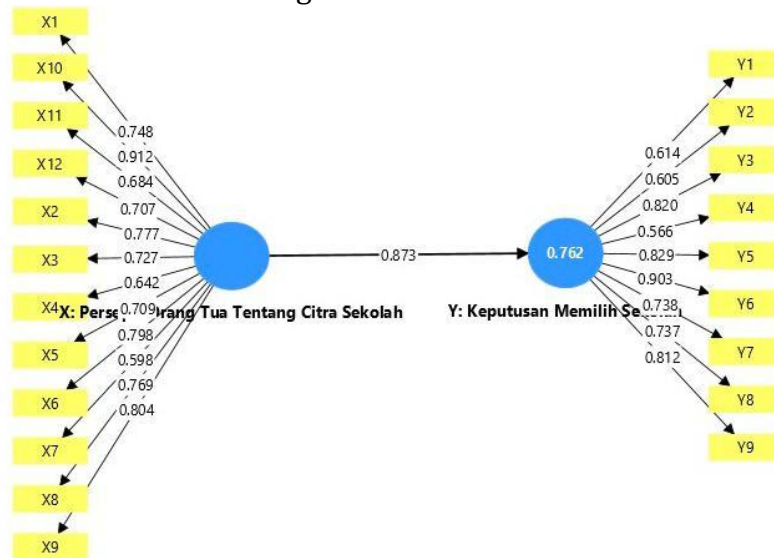 g
X1
X10
X11
X12
X2
X3
X4
X5
X6
X7
X8
X9
0.748
0.912
0.684
0.707
0.777
0.727
0.642
0.709
0.798
0.598
0.769
0.804
X: Tua Tentang Citra Sekolah
0.873
0.762
Y: Keputusan Memilih
0.614
0.605
0.820
0.566
0.829
0.903
0.738
0.737
0.812
Y1
Y2
Y3
Y4
Y5
Y6
Y7
Y8
Y9